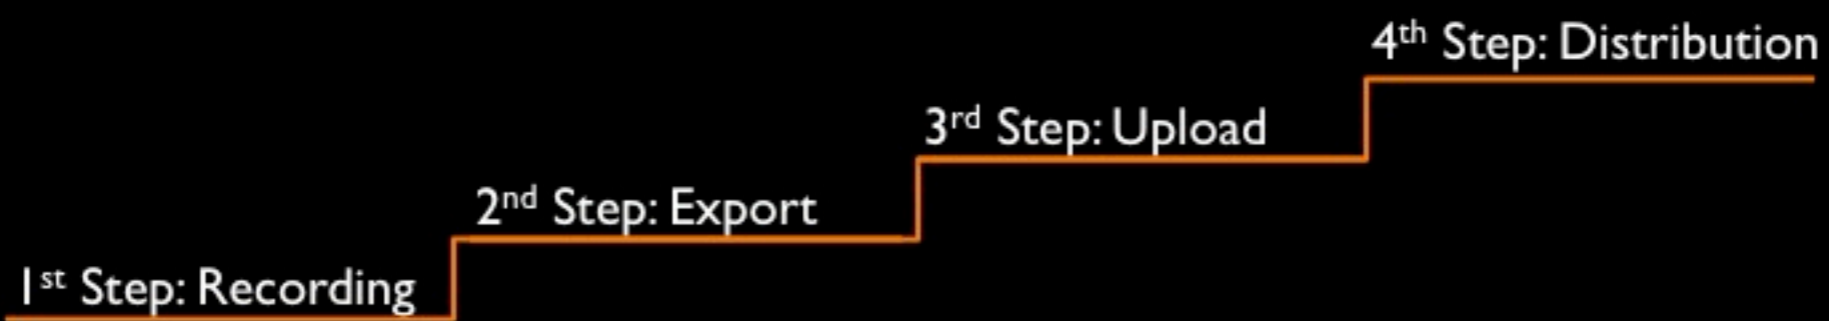 1st Step: Recording
2nd Step: Export
3rd Step: Upload
4th Step: Distribution